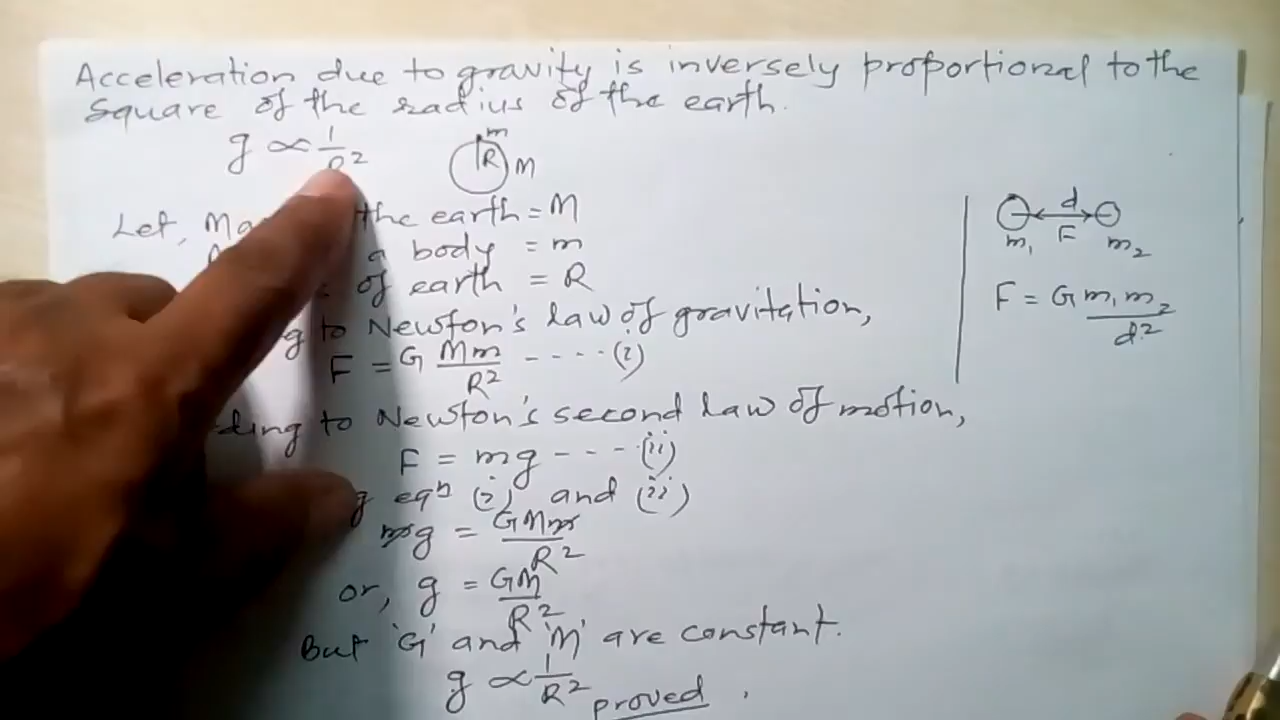 Acceleration due to gravity is inversely proportional to the
square of the radius of the earth.
g ∝ 1/R²
m
R M
Let, the earth = M
a body = m
of earth = R
to Newton's law of gravitation,
F = G Mm/R² ---- (i)
to Newton's second law of motion,
F = mg --- (ii)
eqⁿ (i) and (ii)
mg = GMm/R²
or, g = GM/R²
But 'G' and 'M' are constant.
g ∝ 1/R² proved.
d
m₁ F m₂
F = G m₁m₂/d²